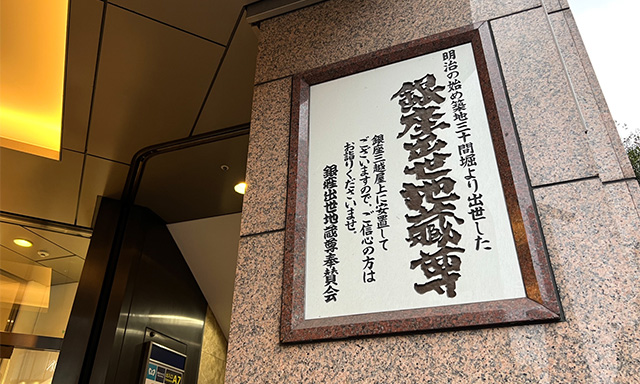 明治の始め築地三十間堀より出世した
銀座出世地蔵尊
銀座三越屋上に安置して
ございますので、ご信心の方は
お詣りくださいませ。
銀座出世地蔵尊奉賛会
A7